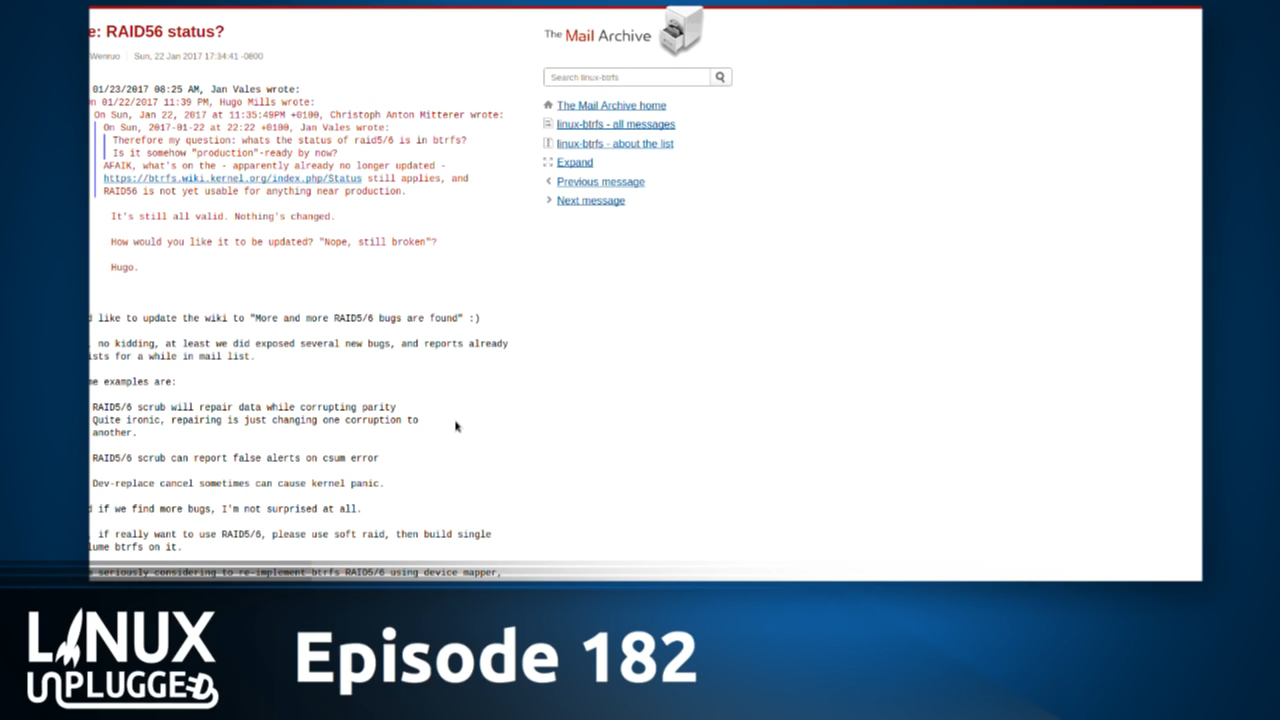 e: RAID56 status?
Wenruo Sun, 22 Jan 2017 17:34:41 -0800
01/23/2017 08:25 AM, Jan Vales wrote:
n 01/22/2017 11:39 PM, Hugo Mills wrote:
On Sun, Jan 22, 2017 at 11:35:49PM +0100, Christoph Anton Mitterer wrote:
On Sun, 2017-01-22 at 22:22 +0100, Jan Vales wrote:
Therefore my question: whats the status of raid5/6 is in btrfs?
Is it somehow "production"-ready by now?
AFAIK, what's on the - apparently already no longer updated -
https://btrfs.wiki.kernel.org/index.php/Status still applies, and
RAID56 is not yet usable for anything near production.
It's still all valid. Nothing's changed.
How would you like it to be updated? "Nope, still broken"?
Hugo.
d like to update the wiki to "More and more RAID5/6 bugs are found" :)
, no kidding, at least we did exposed several new bugs, and reports already
ists for a while in mail list.
me examples are:
RAID5/6 scrub will repair data while corrupting parity
Quite ironic, repairing is just changing one corruption to
another.
RAID5/6 scrub can report false alerts on csum error
Dev-replace cancel sometimes can cause kernel panic.
d if we find more bugs, I'm not surprised at all.
, if really want to use RAID5/6, please use soft raid, then build single
lume btrfs on it.
seriously considering to re-implement btrfs RAID5/6 using device mapper,
The Mail Archive
Search linux-btrfs
The Mail Archive home
linux-btrfs - all messages
linux-btrfs - about the list
Expand
Previous message
Next message
LINUX
UNPLUGGED
Episode 182